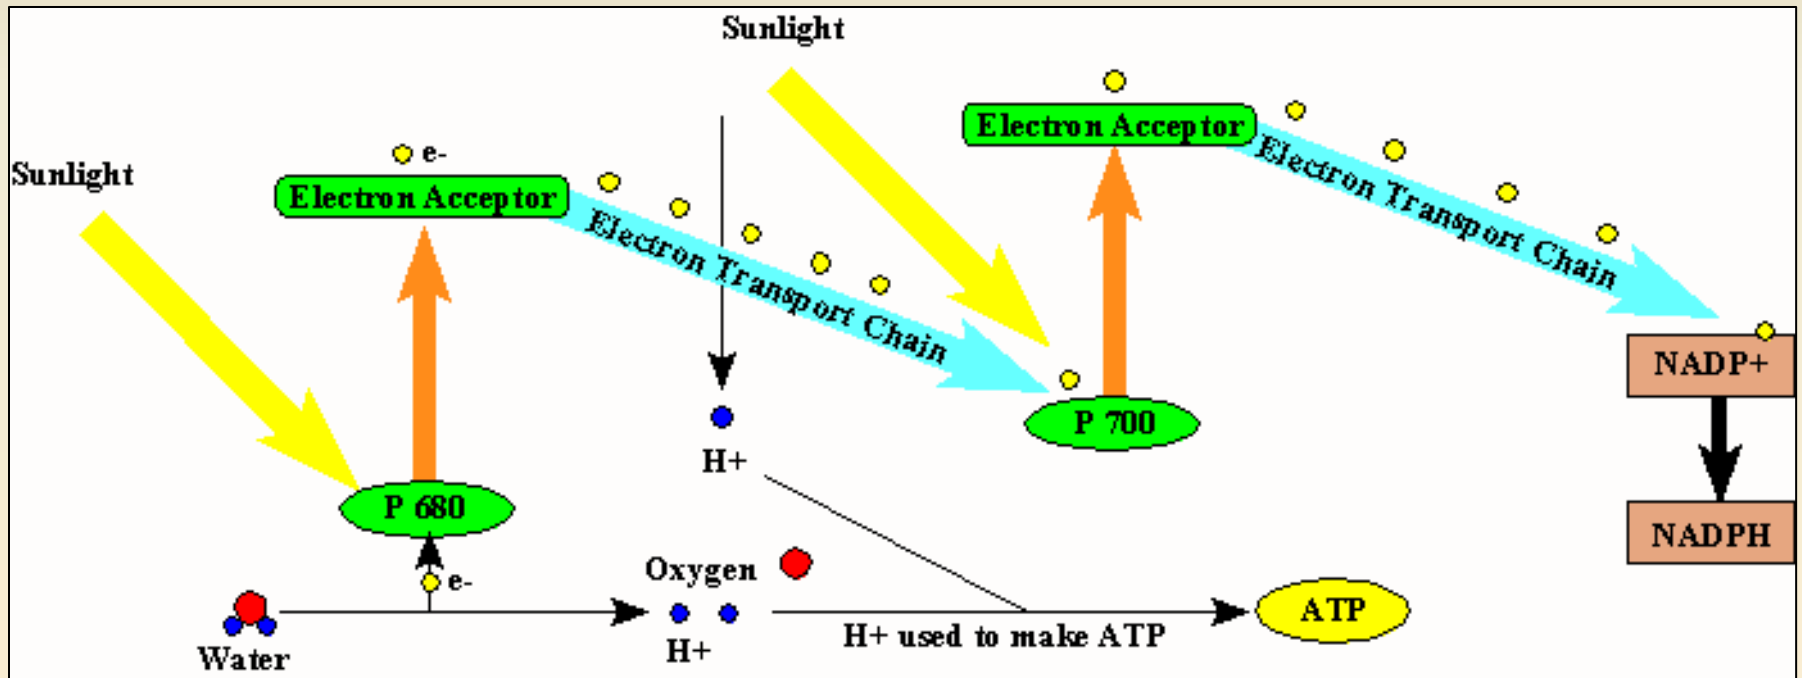 Sunlight
Sunlight
e-
Electron Acceptor
Electron Transport Chain
Electron Acceptor
Electron Transport Chain
P 680
e-
Water
H+
P 700
NADP+
NADPH
Oxygen
H+
H+ used to make ATP
ATP